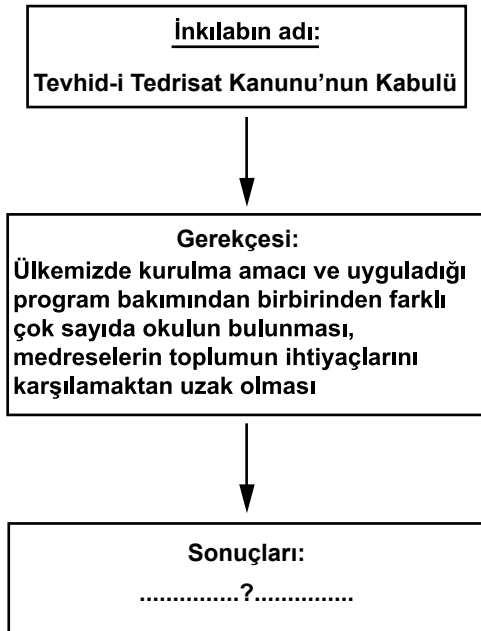 İnkılabın adı:
Tevhid-i Tedrisat Kanunu’nun Kabulü
Gerekçesi:
Ülkemizde kurulma amacı ve uyguladığı
program bakımından birbirinden farklı
çok sayıda okulun bulunması,
medreselerin toplumun ihtiyaçlarını
karşılamaktan uzak olması
Sonuçları:
...............?...............